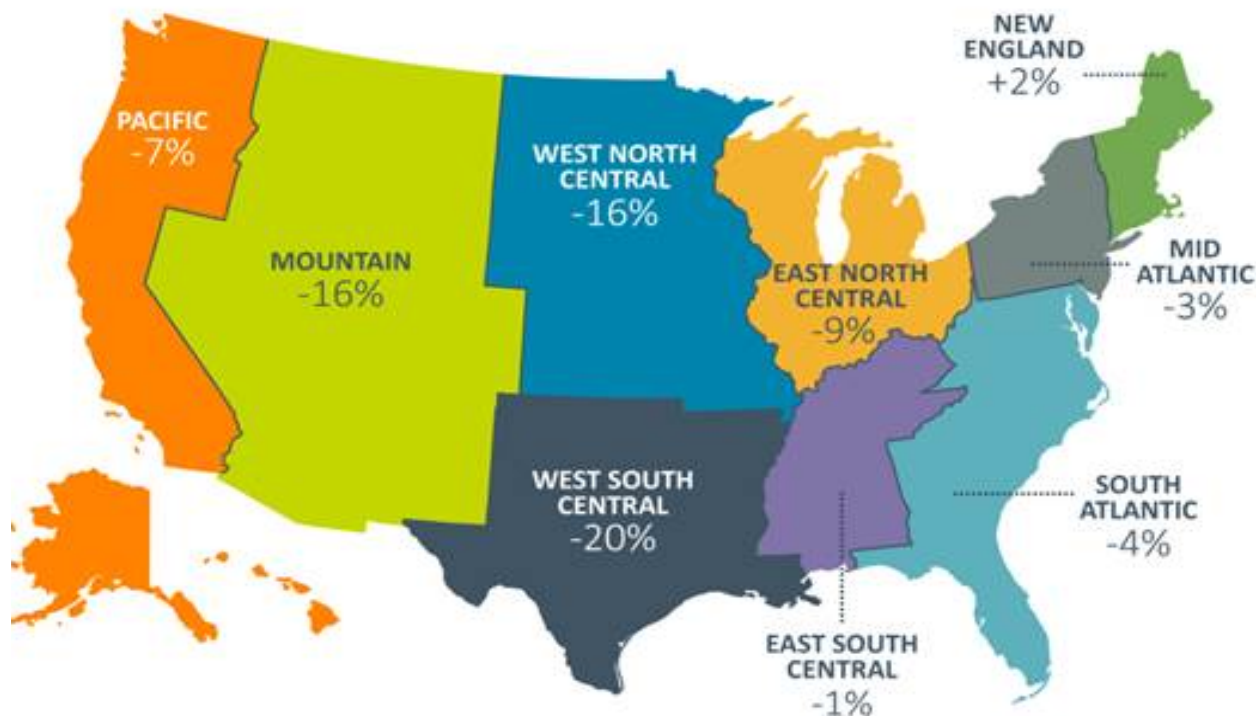 NEW
ENGLAND
+2%
PACIFIC
-7%
WEST NORTH
CENTRAL
-16%
MOUNTAIN
-16%
EAST NORTH
CENTRAL
-9%
MID
ATLANTIC
-3%
WEST SOUTH
CENTRAL
-20%
SOUTH
ATLANTIC
-4%
EAST SOUTH
CENTRAL
-1%